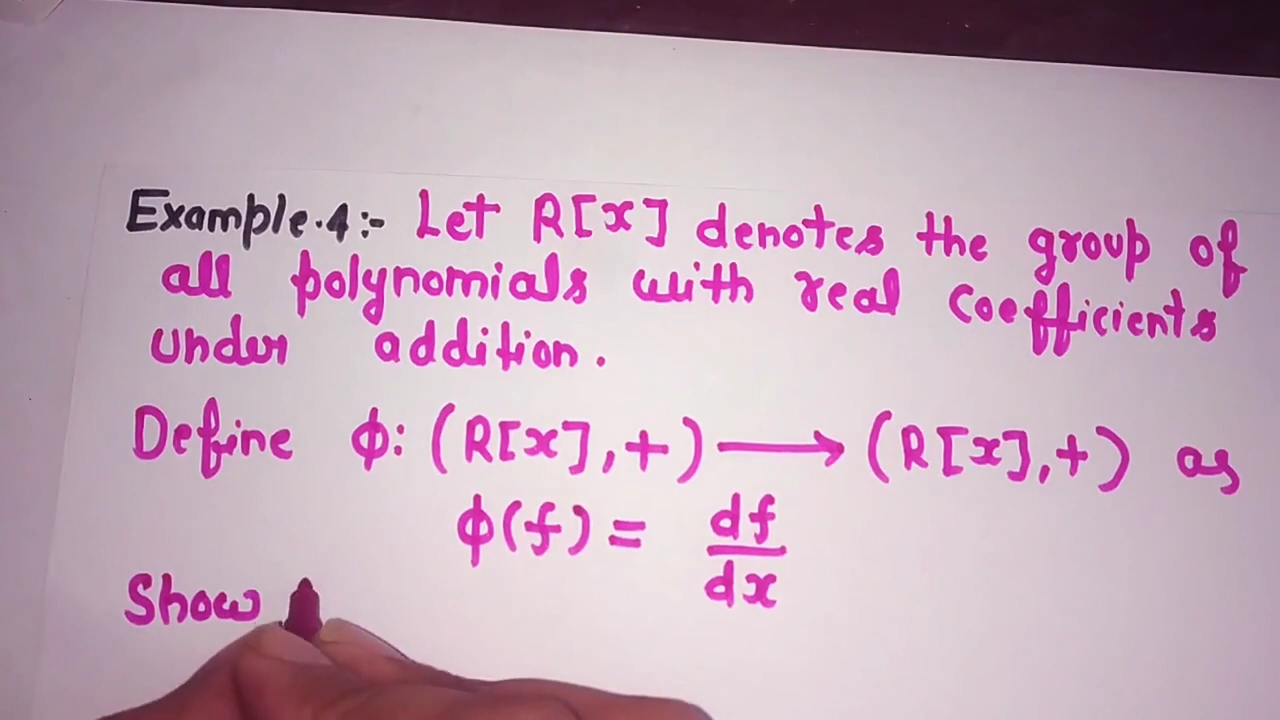 Example.4:- Let R[x] denotes the group of
all polynomials with real coefficients
under addition.
Define ϕ: (R[x],+) ⟶ (R[x],+) as
ϕ(f) = df/dx
Show